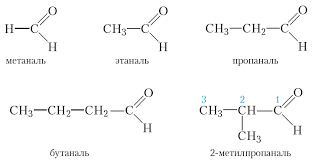 O O O
H—C CH₃—C CH₃—CH₂—C
H H H
метаналь этаналь пропаналь
O 3 2 1 O
CH₃—CH₂—CH₂—C CH₃—CH—C
H CH₃ H
бутаналь 2-метилпропаналь